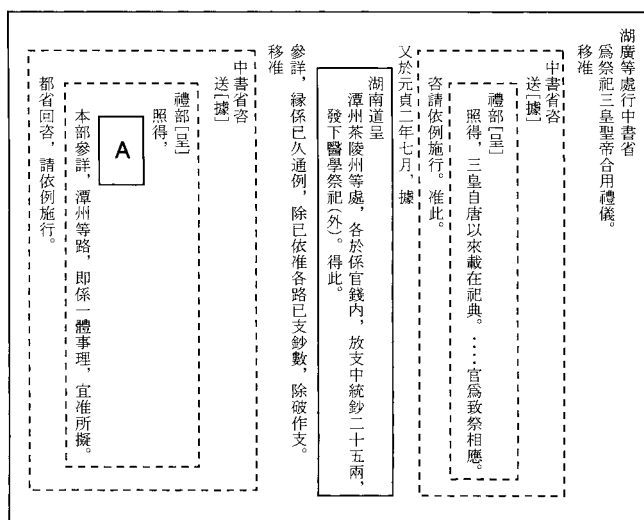 湖廣等處行中書省
爲祭祀三皇聖帝合用禮儀。
移准
中書省咨
送[據]
禮部[呈]
照得，三皇自唐以來載在祀典。……官爲致祭相應。
咨請依例施行。准此。
又於元貞二年七月，據
湖南道呈
潭州茶陵州等處，各於係官錢内，放支中統鈔二十五兩，
發下醫學祭祀(外)。得此。
參詳，縁係已久通例，除已依准各路已支鈔數，除破作支。
移准
中書省咨
送[據]
禮部[呈]
照得，
A
本部參詳，潭州等路，即係一體事理，宜准所擬。
都省回咨，請依例施行。